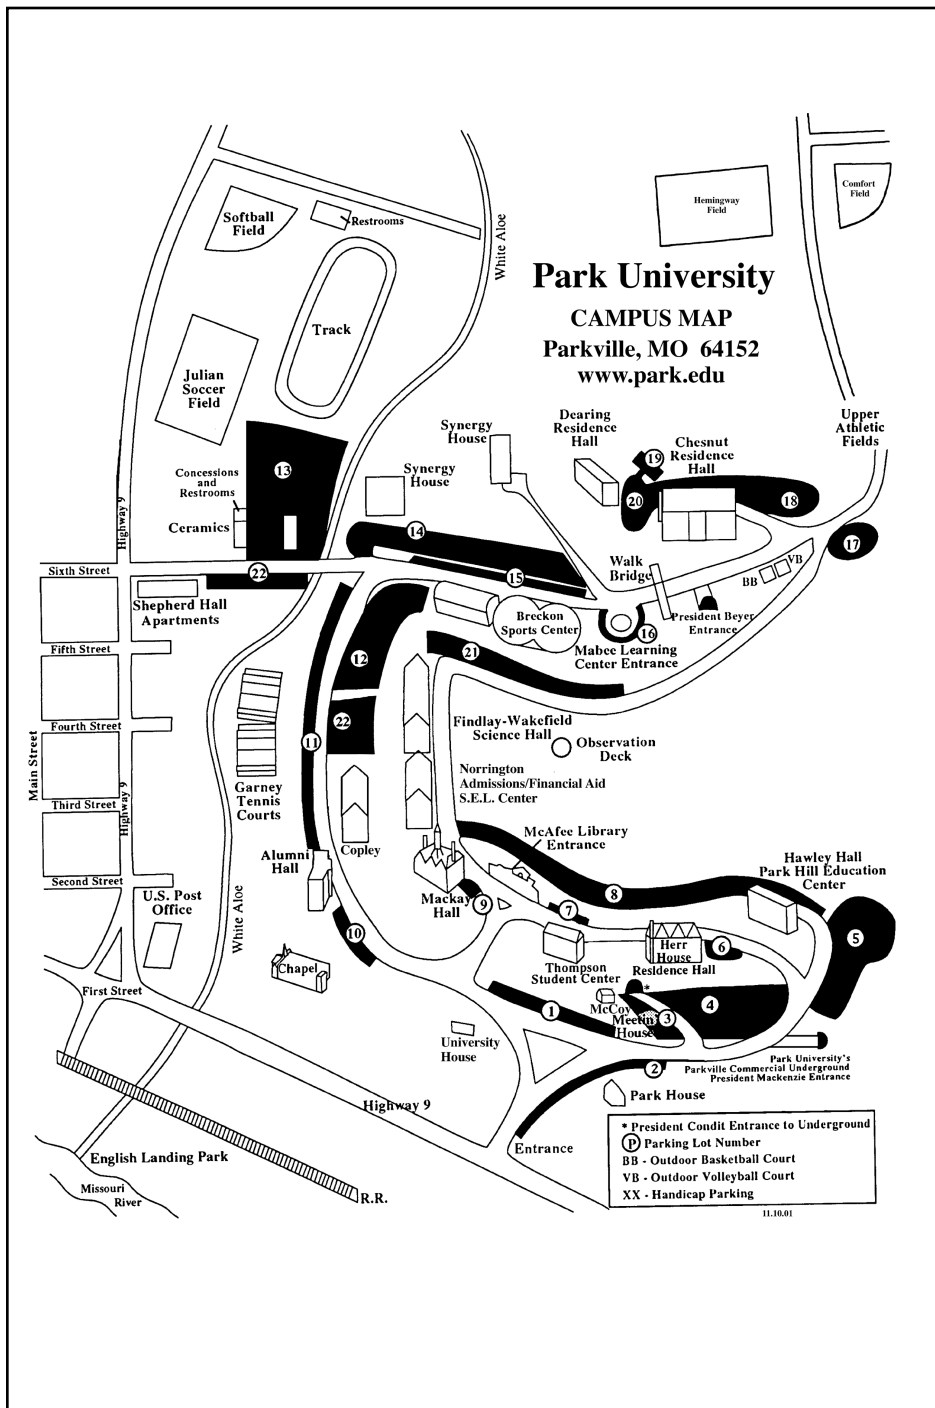 Comfort
Field
Hemingway
Field
Softball
Field
Restrooms
White Aloe
Park University
CAMPUS MAP
Parkville, MO  64152
www.park.edu
Track
Julian
Soccer
Field
Synergy
House
Dearing
Residence
Hall
Chesnut
Residence
Hall
Upper
Athletic
Fields
Highway 9
Concessions
and
Restrooms
Ceramics
13
Synergy
House
19
20
18
17
14
Sixth Street
22
15
Walk
Bridge
VB
BB
Shepherd Hall
Apartments
Breckon
Sports Center
16
President Beyer
Entrance
Mabee Learning
Center Entrance
Fifth Street
12
21
Fourth Street
22
11
Findlay-Wakefield
Science Hall
Observation
Deck
Main Street
Highway 9
Third Street
Garney
Tennis
Courts
Norrington
Admissions/Financial Aid
S.E.L. Center
McAfee Library
Entrance
Copley
Alumni
Hall
Hawley Hall
Park Hill Education
Center
Second Street
U.S. Post
Office
White Aloe
Mackay
Hall
9
8
7
10
5
6
Herr
House
Residence Hall
Thompson
Student Center
Chapel
First Street
*
McCoy
Meetin'
House
1
3
4
University
House
2
Park University's
Parkville Commercial Underground
President Mackenzie Entrance
Park House
Highway 9
Entrance
English Landing Park
Missouri
River
R.R.
* President Condit Entrance to Underground
P Parking Lot Number
BB - Outdoor Basketball Court
VB - Outdoor Volleyball Court
XX - Handicap Parking
11.10.01